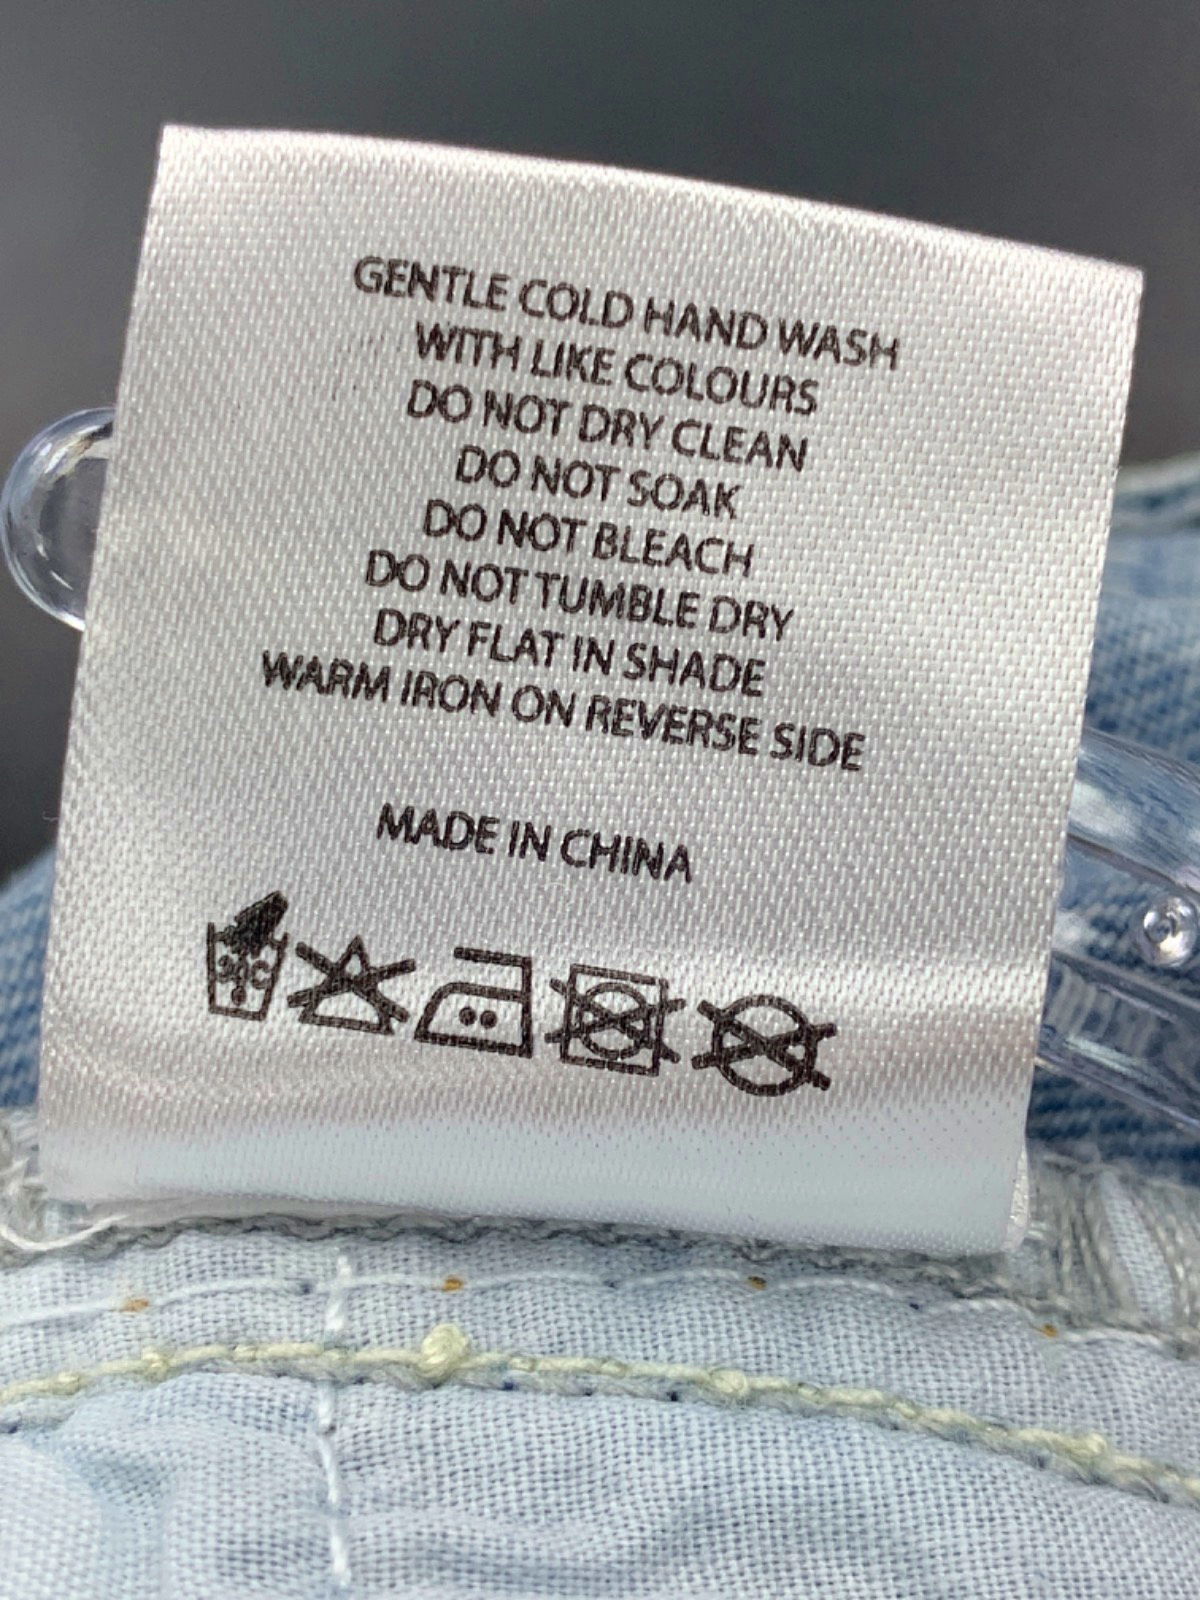 GENTLE COLD HAND WASH
WITH LIKE COLOURS
DO NOT DRY CLEAN
DO NOT SOAK
DO NOT BLEACH
DO NOT TUMBLE DRY
DRY FLAT IN SHADE
WARM IRON ON REVERSE SIDE
MADE IN CHINA